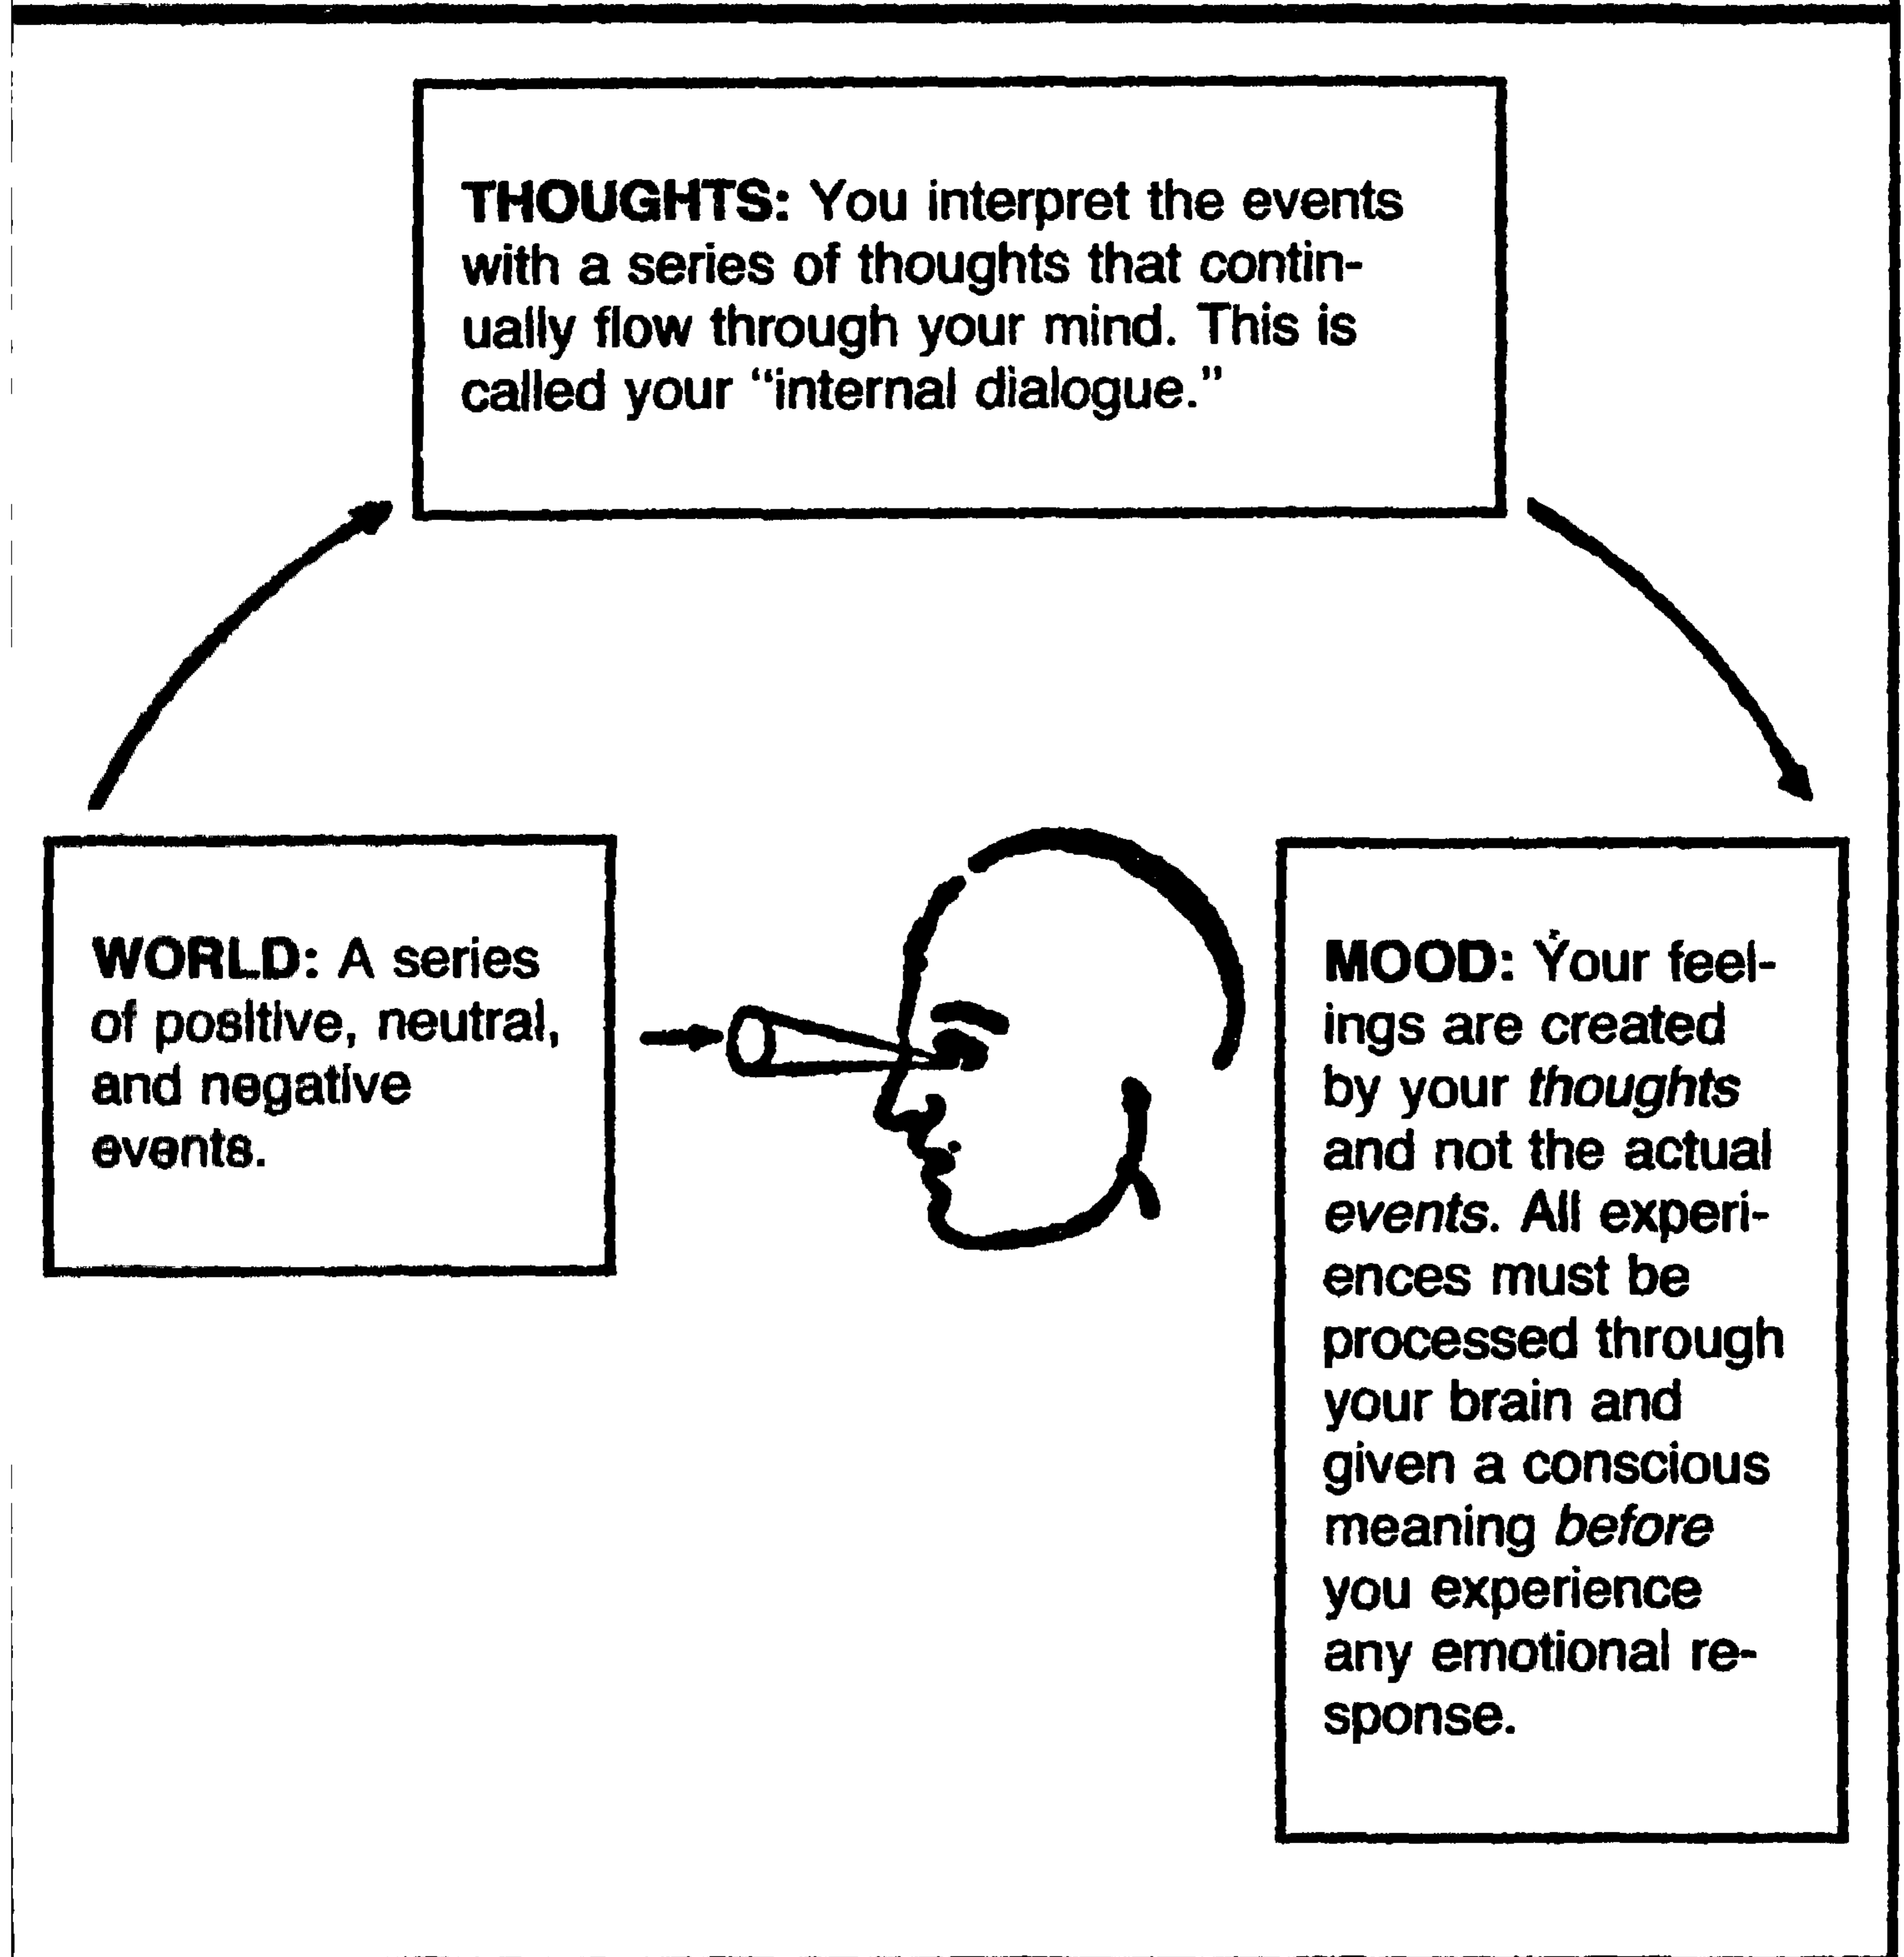 THOUGHTS: You interpret the events
with a series of thoughts that contin-
ually flow through your mind. This is
called your “internal dialogue.”
WORLD: A series
of positive, neutral,
and negative
events.
MOOD: Your feel-
ings are created
by your thoughts
and not the actual
events. All experi-
ences must be
processed through
your brain and
given a conscious
meaning before
you experience
any emotional re-
sponse.